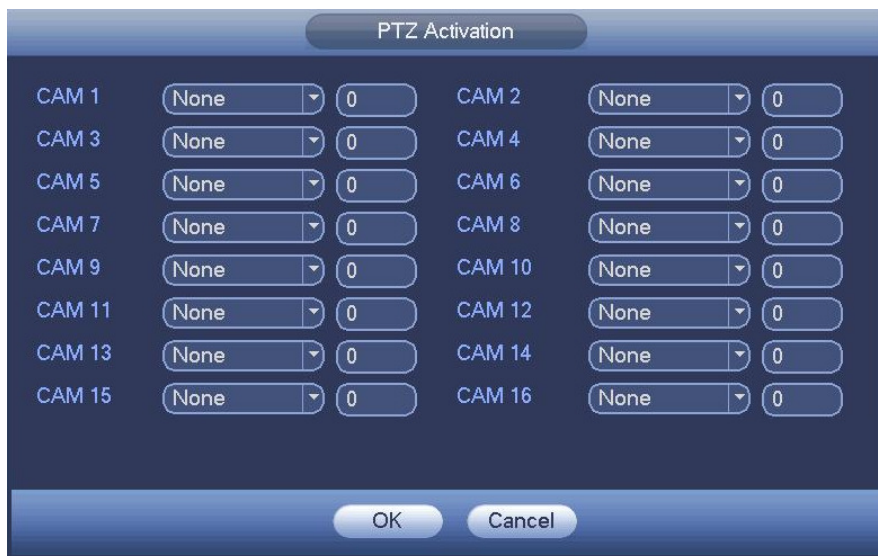 PTZ Activation
CAM 1 None 0 CAM 2 None 0
CAM 3 None 0 CAM 4 None 0
CAM 5 None 0 CAM 6 None 0
CAM 7 None 0 CAM 8 None 0
CAM 9 None 0 CAM 10 None 0
CAM 11 None 0 CAM 12 None 0
CAM 13 None 0 CAM 14 None 0
CAM 15 None 0 CAM 16 None 0
OK Cancel